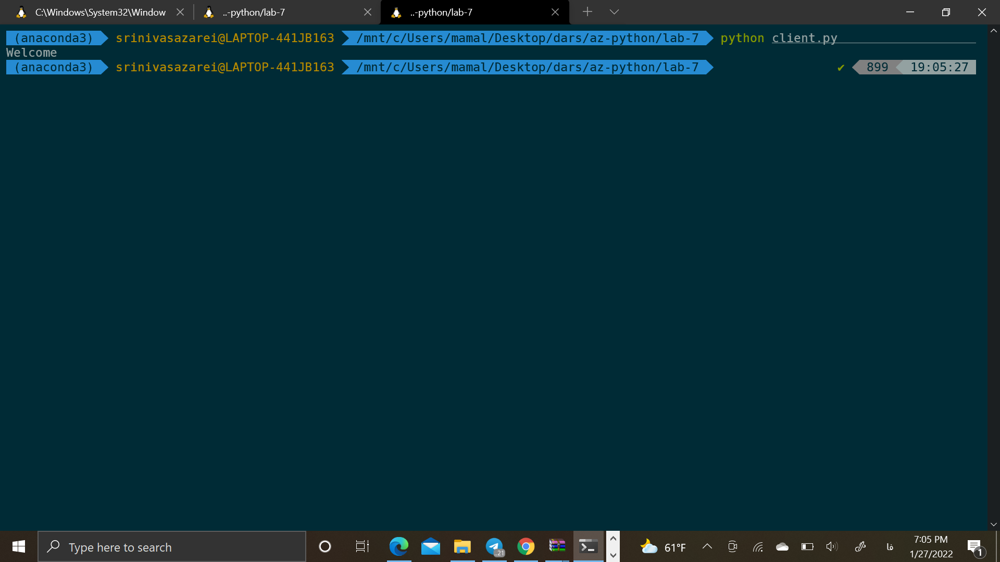 C:\Windows\System32\Window
..-python/lab-7
..-python/lab-7
(anaconda3) srinivasazarei@LAPTOP-441JB163 /mnt/c/Users/mamal/Desktop/dars/az-python/lab-7 python client.py
Welcome
(anaconda3) srinivasazarei@LAPTOP-441JB163 /mnt/c/Users/mamal/Desktop/dars/az-python/lab-7 ✔ 899 19:05:27
Type here to search
..21
61°F
فا
7:05 PM
1/27/2022
1